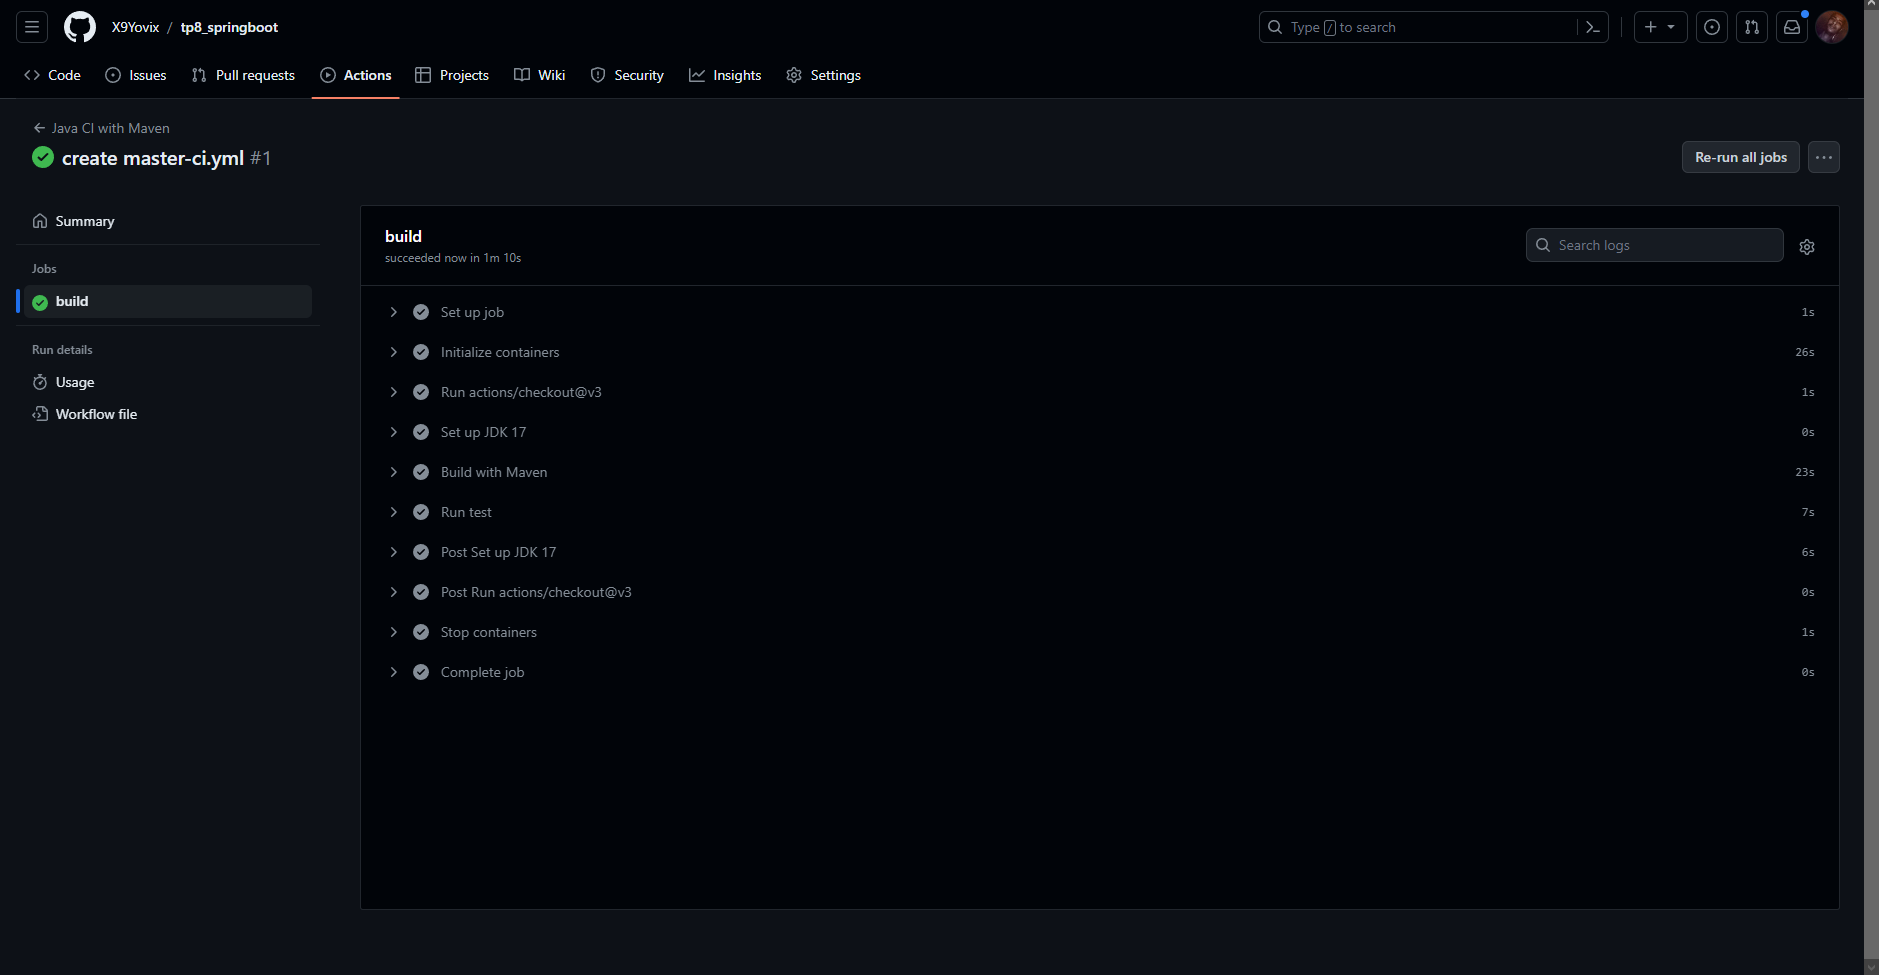 X9Yovix / tp8_springboot
Type / to search
Code Issues Pull requests Actions Projects Wiki Security Insights Settings
Java CI with Maven
create master-ci.yml #1
Re-run all jobs
Summary
Jobs
build
Run details
Usage
Workflow file
build
succeeded now in 1m 10s
Search logs
Set up job 1s
Initialize containers 26s
Run actions/checkout@v3 1s
Set up JDK 17 0s
Build with Maven 23s
Run test 7s
Post Set up JDK 17 6s
Post Run actions/checkout@v3 0s
Stop containers 1s
Complete job 0s